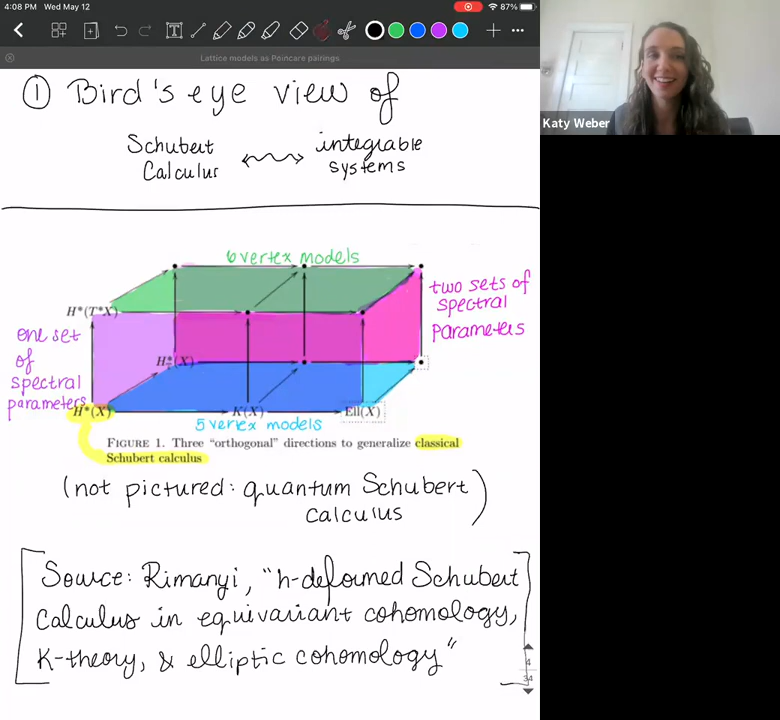 4:08 PM Wed May 12
87%
Lattice models as Poincare pairings
① Bird's eye view of
Schubert
Calculus
integrable
systems
Katy Weber
6 vertex models
two sets of
spectral
parameters
H*(T*X)
one set
of
spectral
parameters
H*(X)
K(X)
Ell(X)
5 vertex models
FIGURE 1. Three "orthogonal" directions to generalize classical
Schubert calculus
(not pictured: quantum Schubert
calculus)
[Source: Rimanyi, "h-deformed Schubert
calculus in equivariant cohomology,
K-theory, & elliptic cohomology"]
4
34